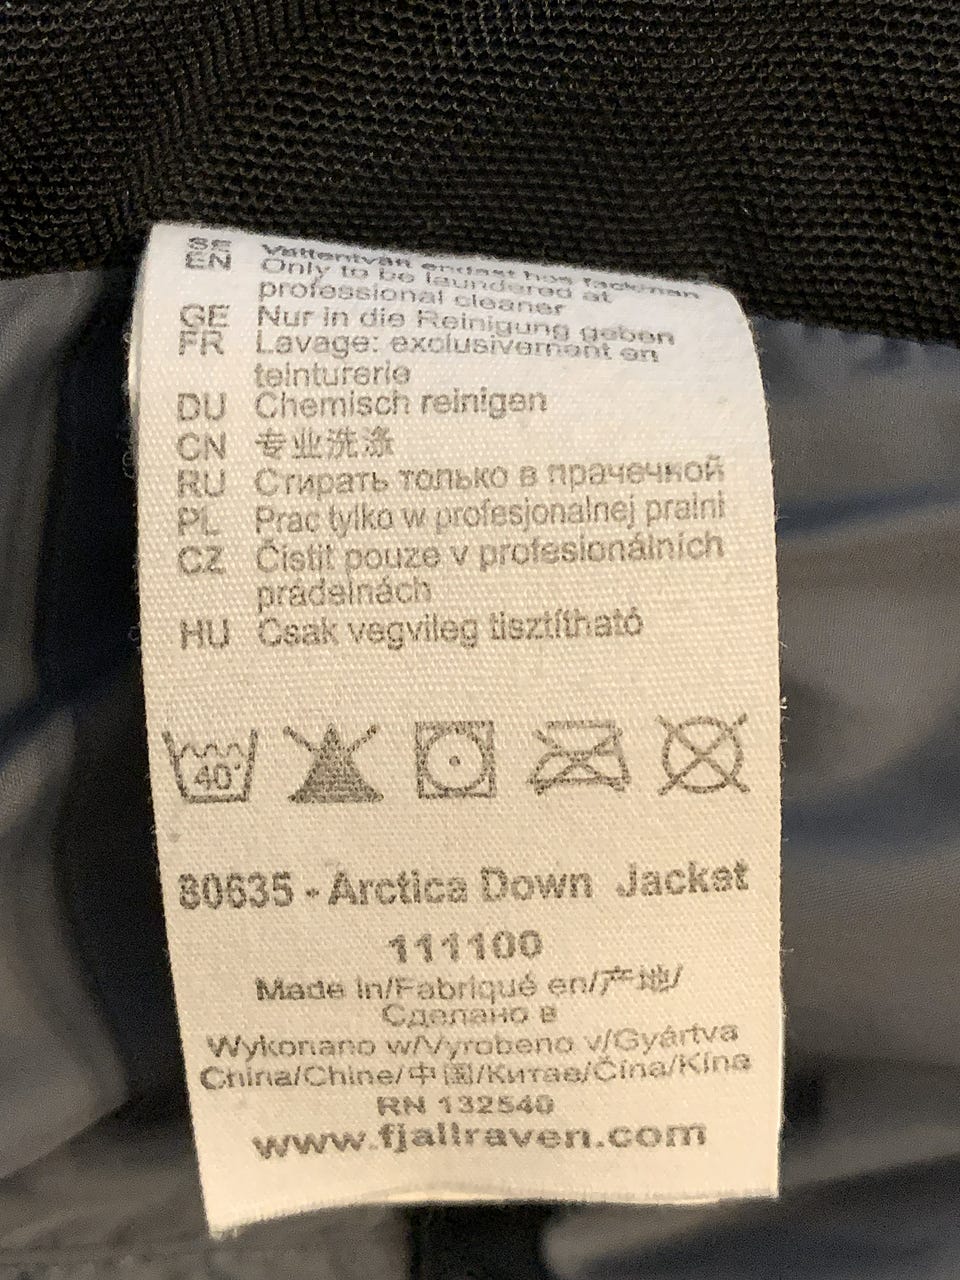 SE Vattentvätt endast hos fackman
EN Only to be laundered at
professional cleaner
GE Nur in die Reinigung geben
FR Lavage: exclusivement en
teinturerie
DU Chemisch reinigen
CN 专业洗涤
RU Стирать только в прачечной
PL Prac tylko w profesjonalnej pralni
CZ Čistit pouze v profesionálních
prádelnách
HU Csak vegvileg tisztítható
40°
80635 - Arctica Down Jacket
111100
Made in/Fabriqué en/产地/
Сделано в
Wykonano w/Vyrobeno v/Gyártva
China/Chine/中国/Китае/Čína/Kína
RN 132540
www.fjallraven.com